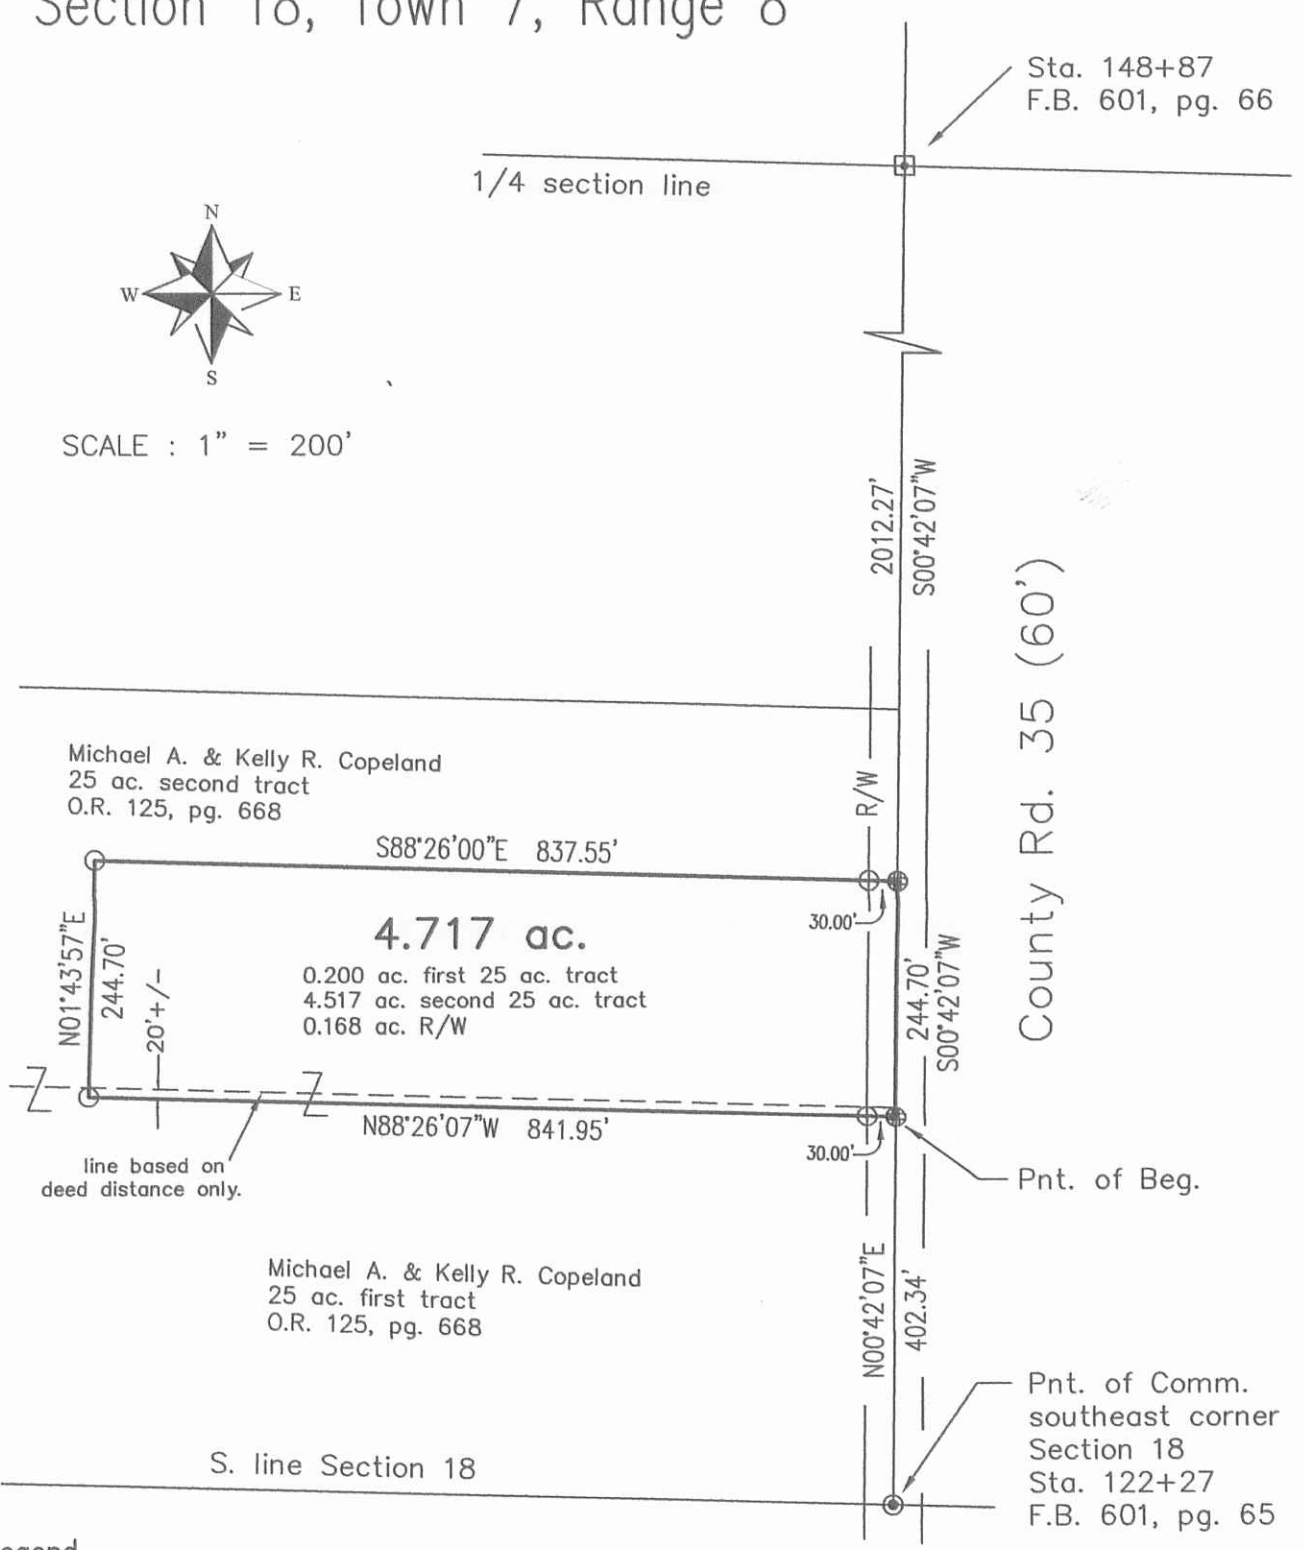 Section 18, Town 7, Range 8
Sta. 148+87
F.B. 601, pg. 66
1/4 section line
N
W
E
S
SCALE : 1" = 200'
2012.27'
S00°42'07"W
County Rd. 35 (60')
R/W
Michael A. & Kelly R. Copeland
25 ac. second tract
O.R. 125, pg. 668
S88°26'00"E 837.55'
30.00'
4.717 ac.
0.200 ac. first 25 ac. tract
4.517 ac. second 25 ac. tract
0.168 ac. R/W
N01°43'57"E
244.70'
20'+/-
244.70'
S00°42'07"W
N88°26'07"W 841.95'
30.00'
line based on
deed distance only.
Pnt. of Beg.
Michael A. & Kelly R. Copeland
25 ac. first tract
O.R. 125, pg. 668
N00°42'07"E
402.34'
Pnt. of Comm.
southeast corner
Section 18
Sta. 122+27
F.B. 601, pg. 65
S. line Section 18